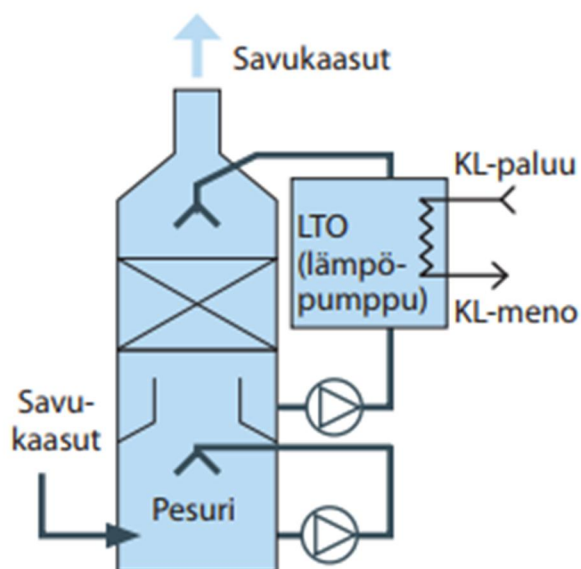 Savukaasut
KL-paluu
LTO
(lämpö-
pumppu)
KL-meno
Savu-
kaasut
Pesuri